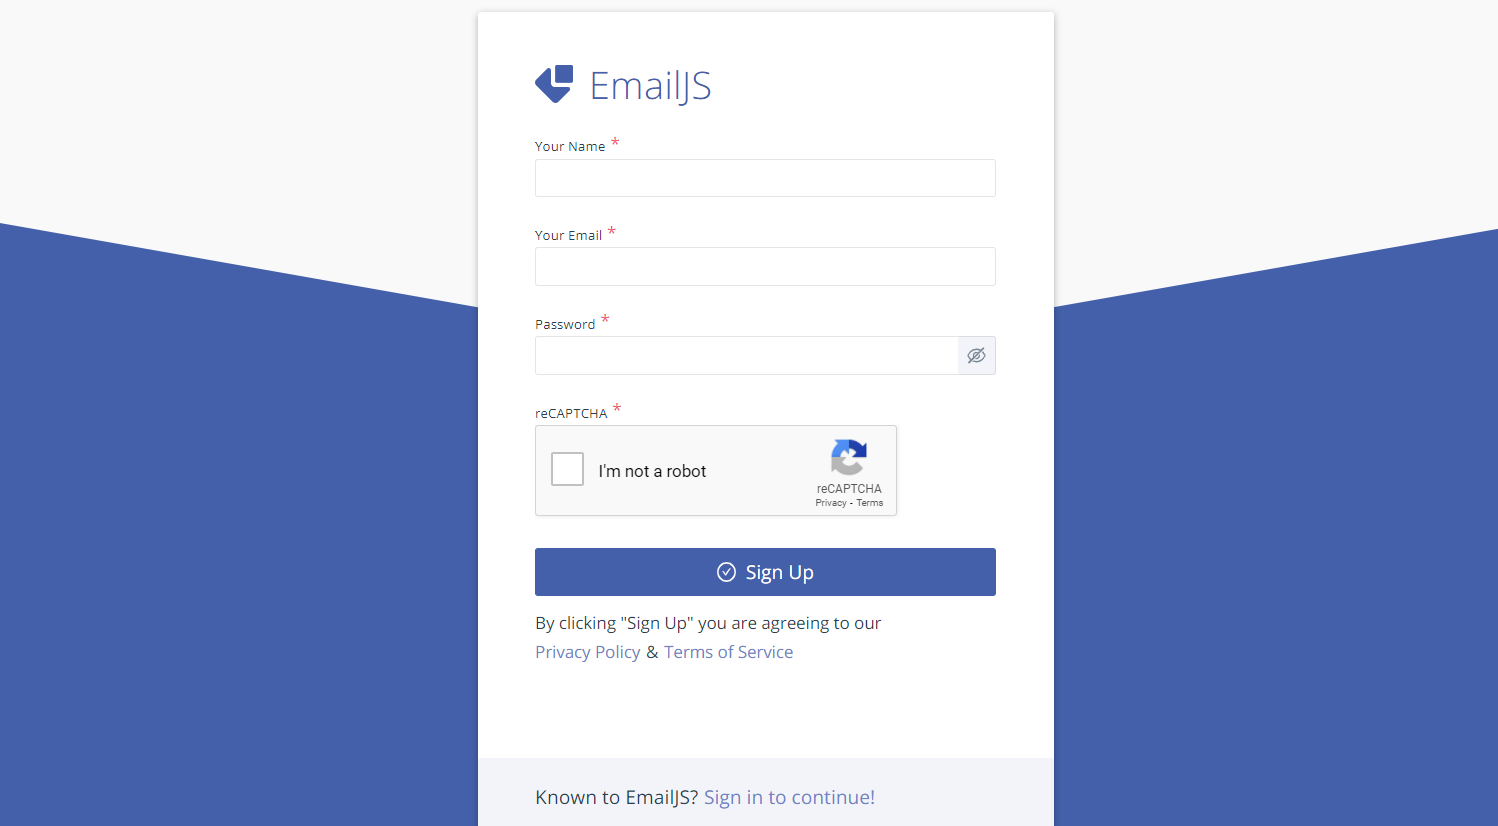 EmailJS
Your Name *
Your Email *
Password *
reCAPTCHA *
I'm not a robot
reCAPTCHA
Privacy - Terms
Sign Up
By clicking "Sign Up" you are agreeing to our
Privacy Policy & Terms of Service
Known to EmailJS? Sign in to continue!